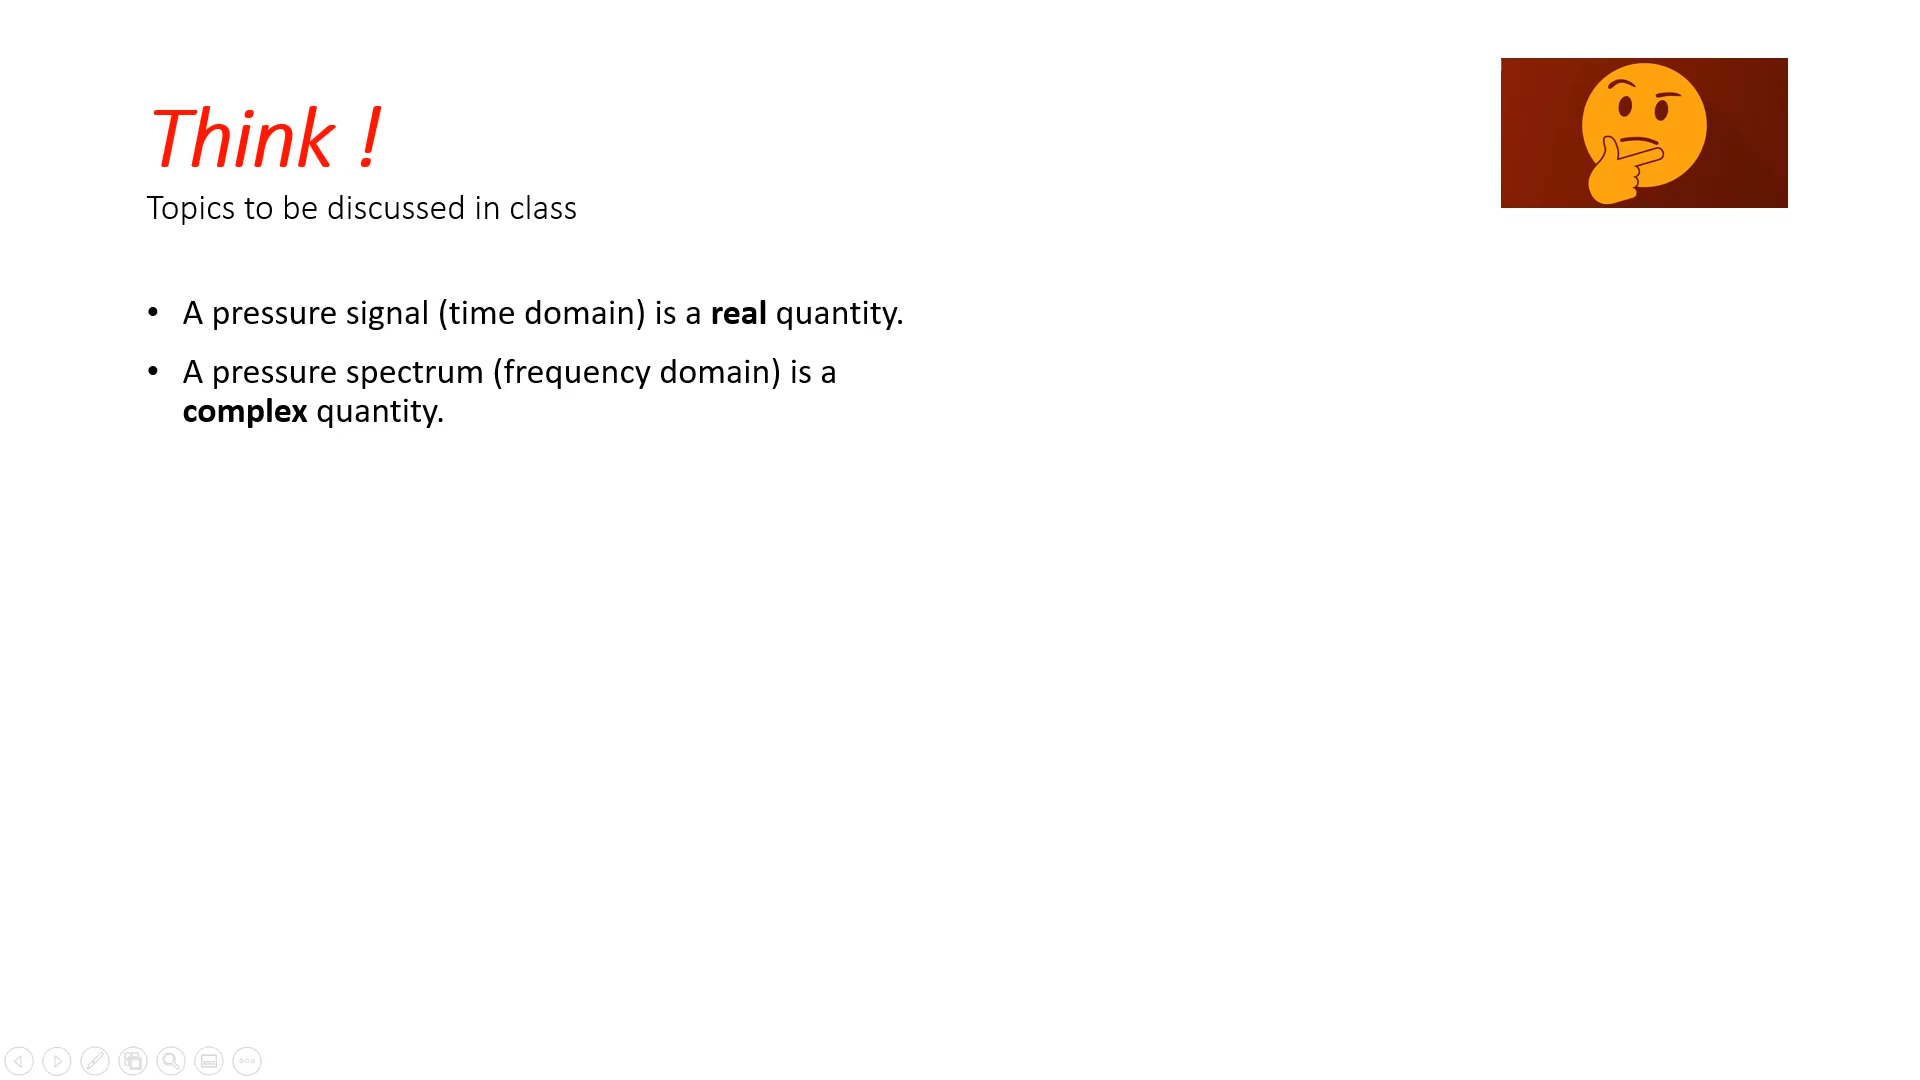 Think !
Topics to be discussed in class
• A pressure signal (time domain) is a real quantity.
• A pressure spectrum (frequency domain) is a
complex quantity.